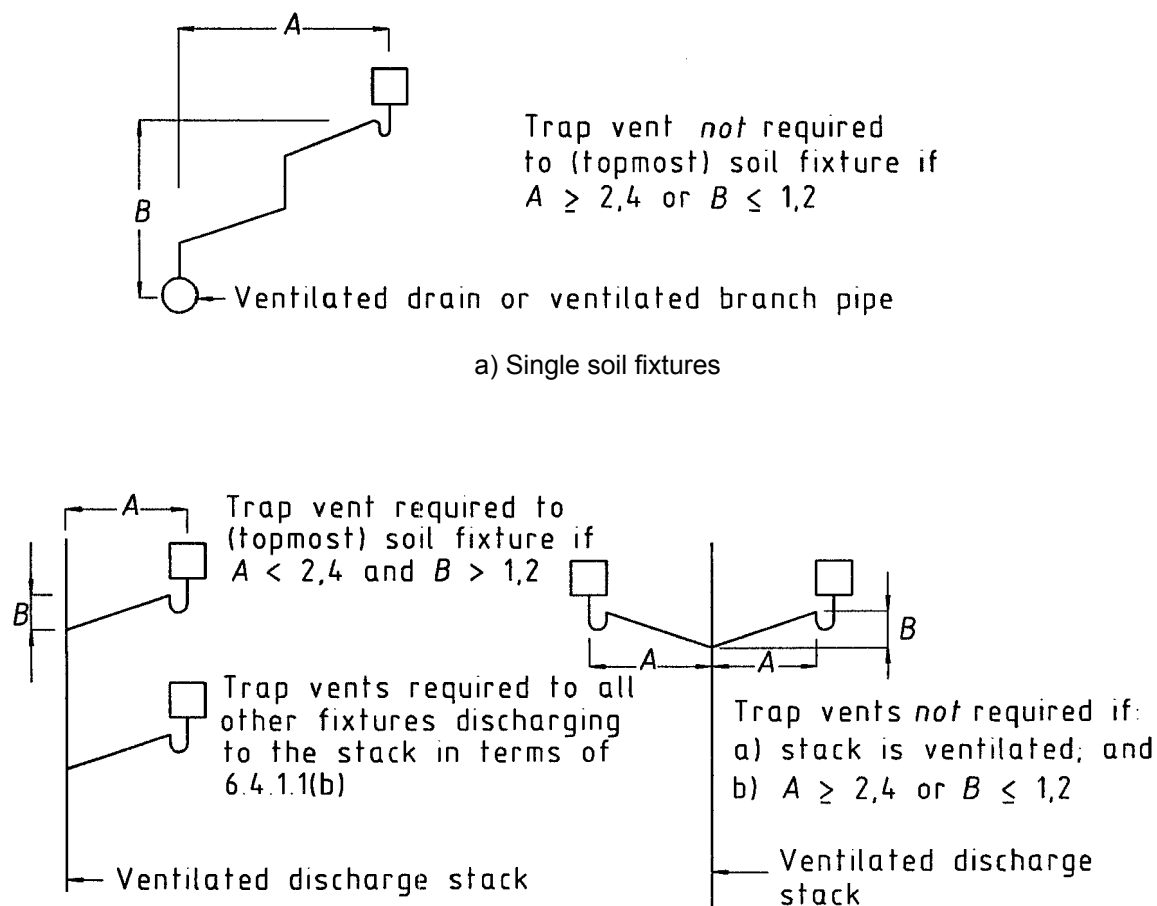 A
Trap vent not required
to (topmost) soil fixture if
A ≥ 2,4 or B ≤ 1,2
B
Ventilated drain or ventilated branch pipe
a) Single soil fixtures
A
Trap vent required to
(topmost) soil fixture if
A < 2,4 and B > 1,2
B
B
A
A
Trap vents required to all
other fixtures discharging
to the stack in terms of
6.4.1.1(b)
Trap vents not required if:
a) stack is ventilated; and
b) A ≥ 2,4 or B ≤ 1,2
Ventilated discharge stack
Ventilated discharge
stack